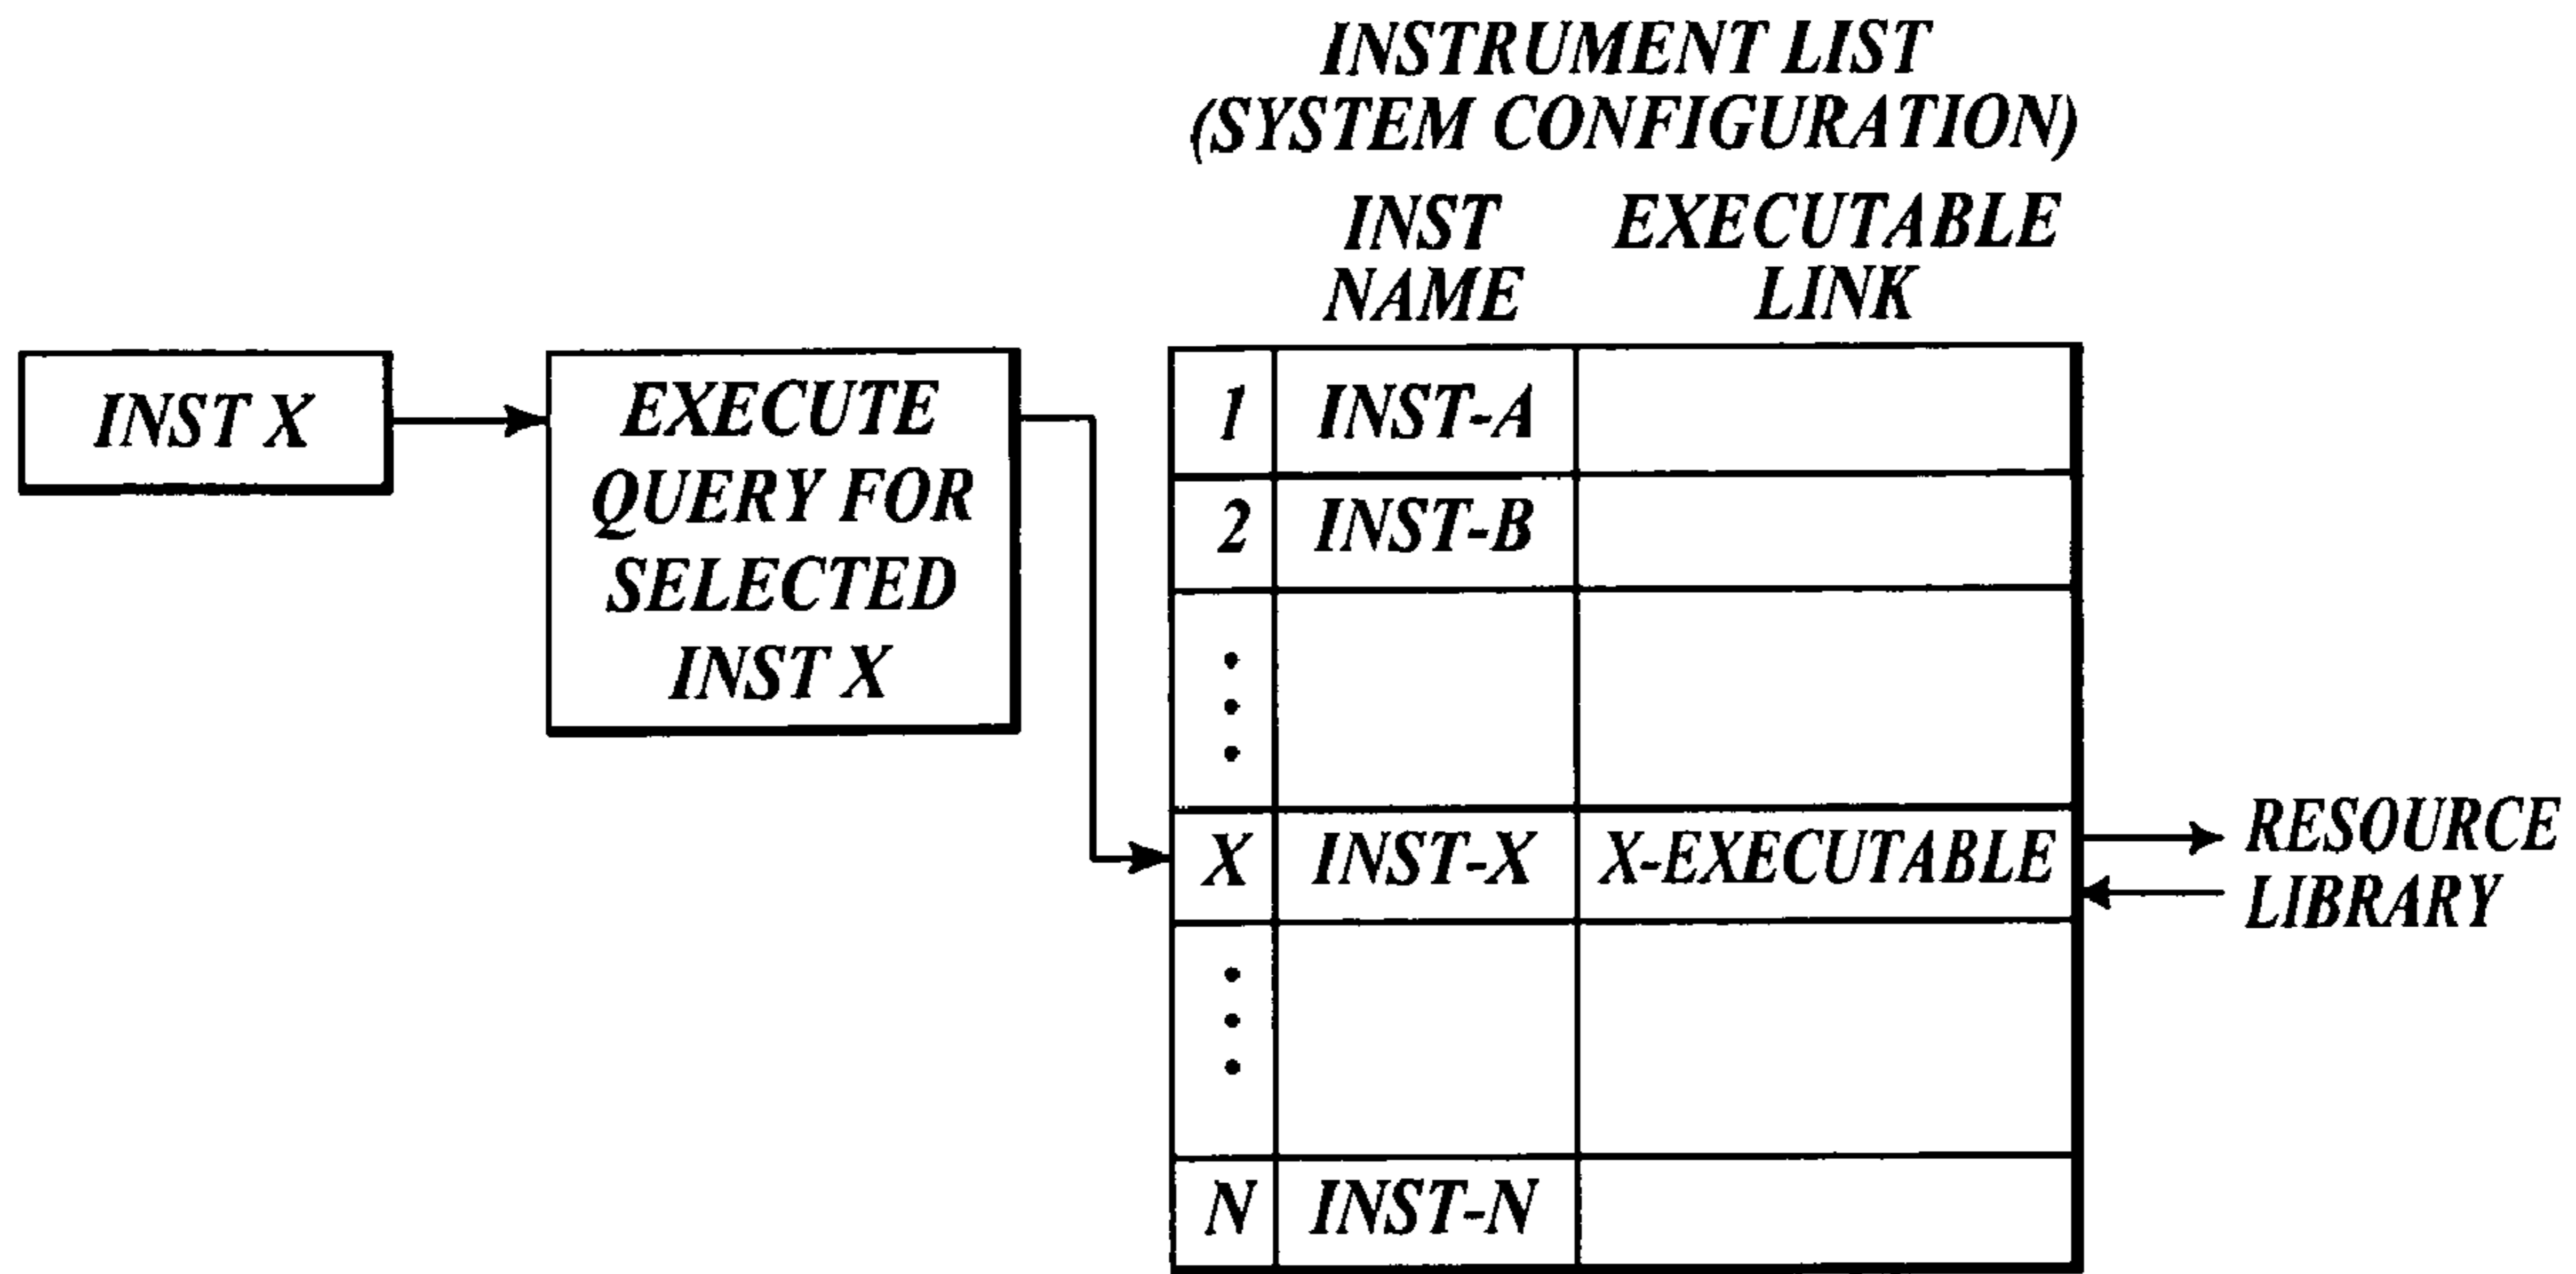 INSTRUMENT LIST
(SYSTEM CONFIGURATION)
INST NAME
EXECUTABLE LINK
INST X
EXECUTE
QUERY FOR
SELECTED
INST X
1 INST-A
2 INST-B
X INST-X X-EXECUTABLE
N INST-N
RESOURCE
LIBRARY